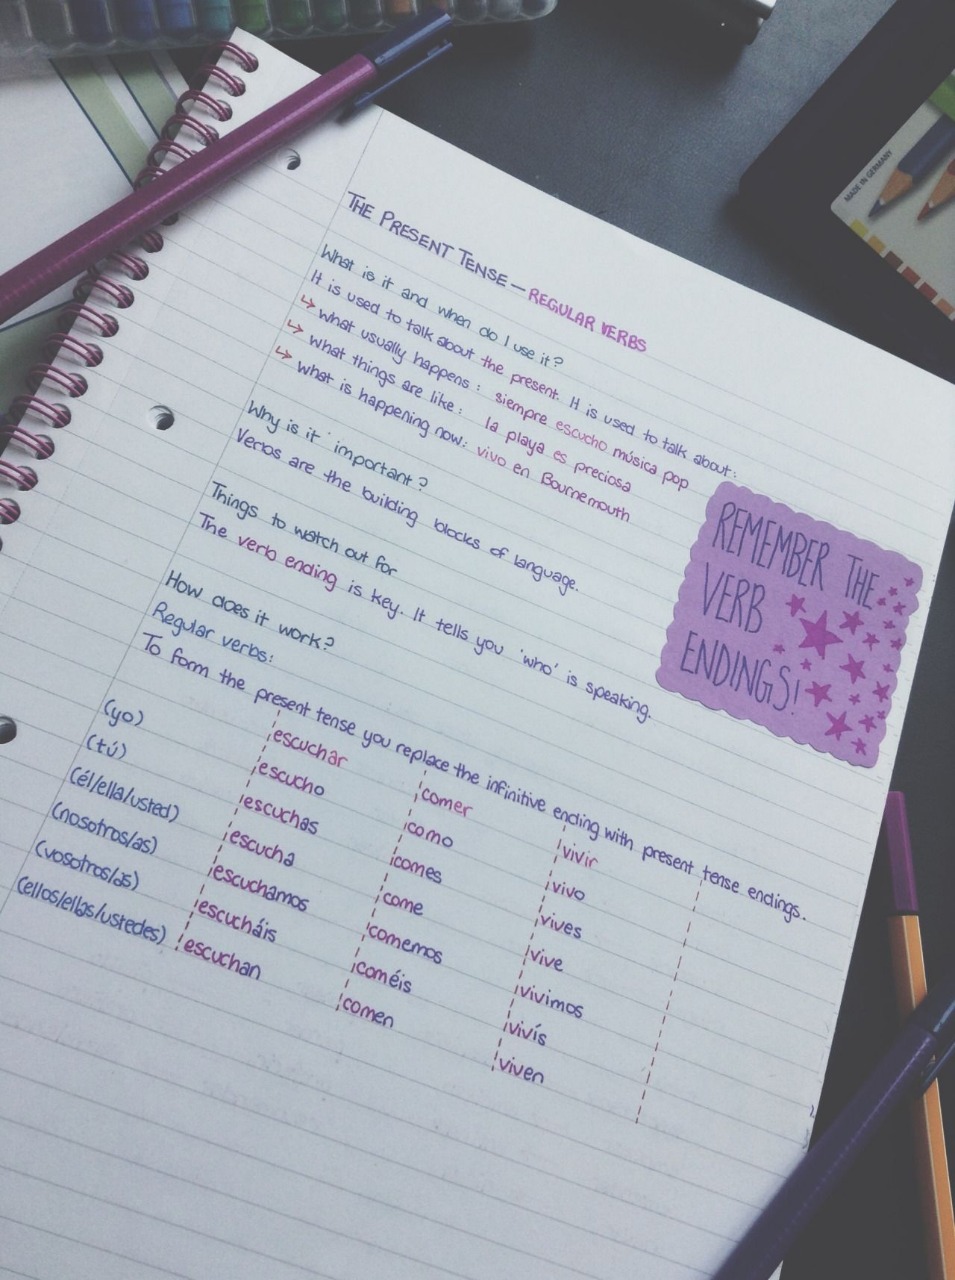 MADE IN GERMANY
THE PRESENT TENSE – REGULAR VERBS
What is it and when do I use it?
It is used to talk about the present. It is used to talk about:
↳ what usually happens: siempre escucho música pop
↳ what things are like: la playa es preciosa
↳ what is happening now: vivo en Bournemouth
Why is it important?
Verbs are the building blocks of language.
Things to watch out for
The verb ending is key. It tells you 'who' is speaking.
How does it work?
Regular verbs:
To form the present tense you replace the infinitive ending with present tense endings.
escuchar comer vivir
(yo) escucho como vivo
(tú) escuchas comes vives
(él/ella/usted) escucha come vive
(nosotros/as) escuchamos comemos vivimos
(vosotros/as) escucháis coméis vivís
(ellos/ellas/ustedes) escuchan comen viven
REMEMBER THE
VERB
ENDINGS!